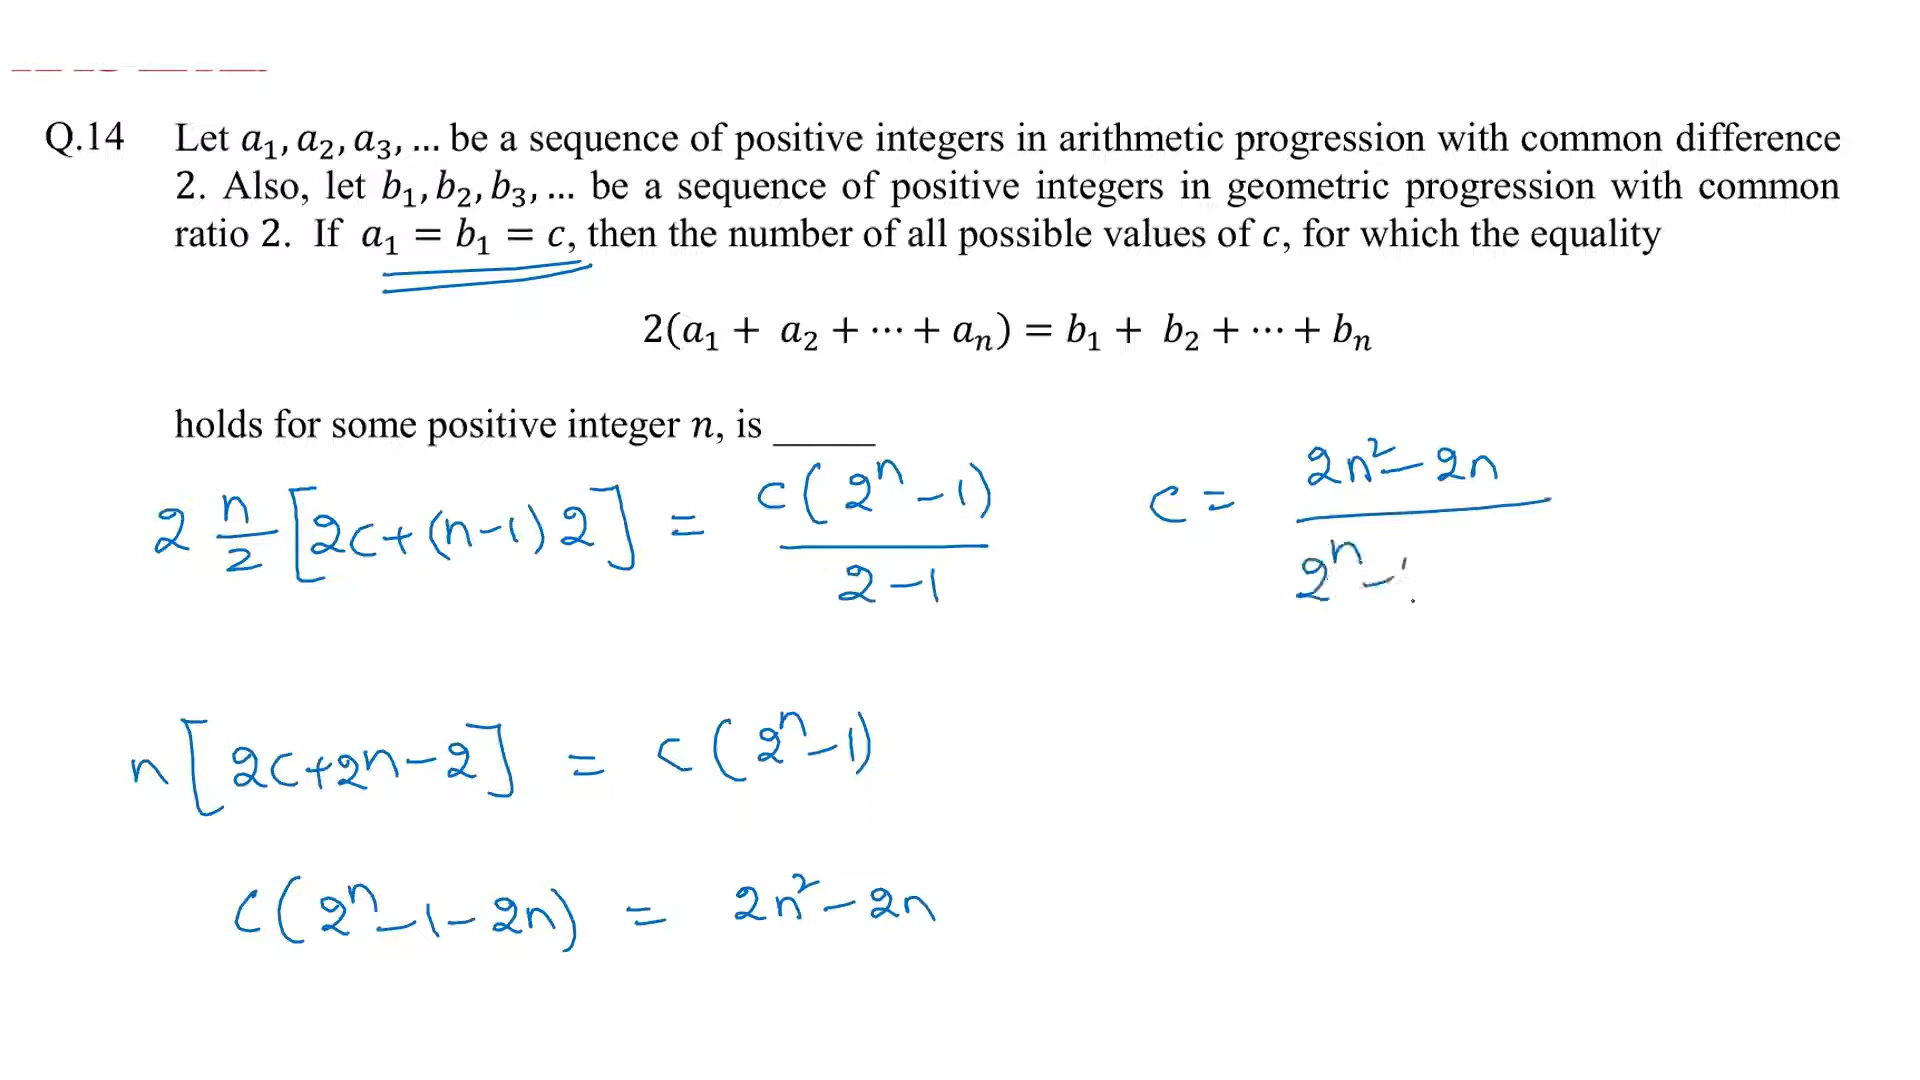 Q.14 Let a₁, a₂, a₃, … be a sequence of positive integers in arithmetic progression with common difference
2. Also, let b₁, b₂, b₃, … be a sequence of positive integers in geometric progression with common
ratio 2. If a₁ = b₁ = c, then the number of all possible values of c, for which the equality
2(a₁ + a₂ + ⋯ + aₙ) = b₁ + b₂ + ⋯ + bₙ
holds for some positive integer n, is _____
2 n/2 [2c+(n-1)2] = c(2ⁿ-1)/(2-1)
n[2c+2n-2] = c(2ⁿ-1)
c(2ⁿ-1-2n) = 2n²-2n
c = (2n²-2n)/(2ⁿ-